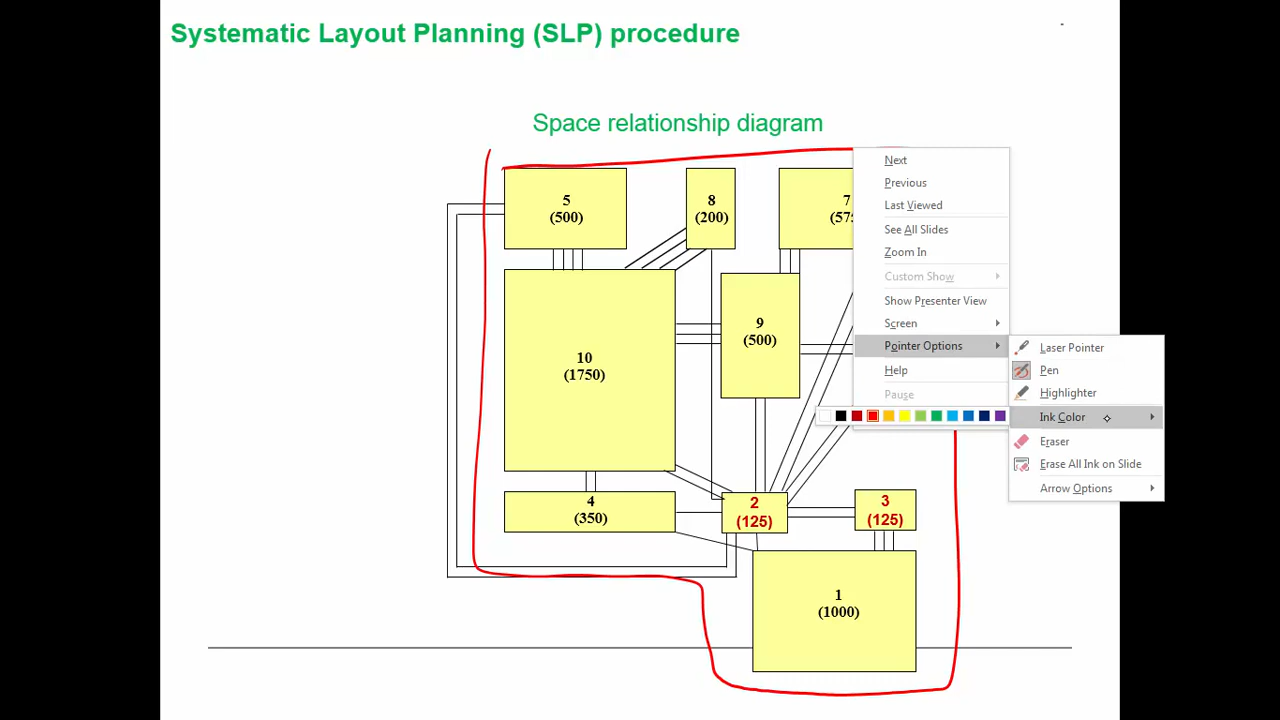 Systematic Layout Planning (SLP) procedure
Space relationship diagram
5
(500)
8
(200)
7
Next
Previous
Last Viewed
See All Slides
Zoom In
Custom Show
Show Presenter View
Screen
Pointer Options
Help
Pause
Laser Pointer
Pen
Highlighter
Ink Color
Eraser
Erase All Ink on Slide
Arrow Options
10
(1750)
9
(500)
4
(350)
2
(125)
3
(125)
1
(1000)